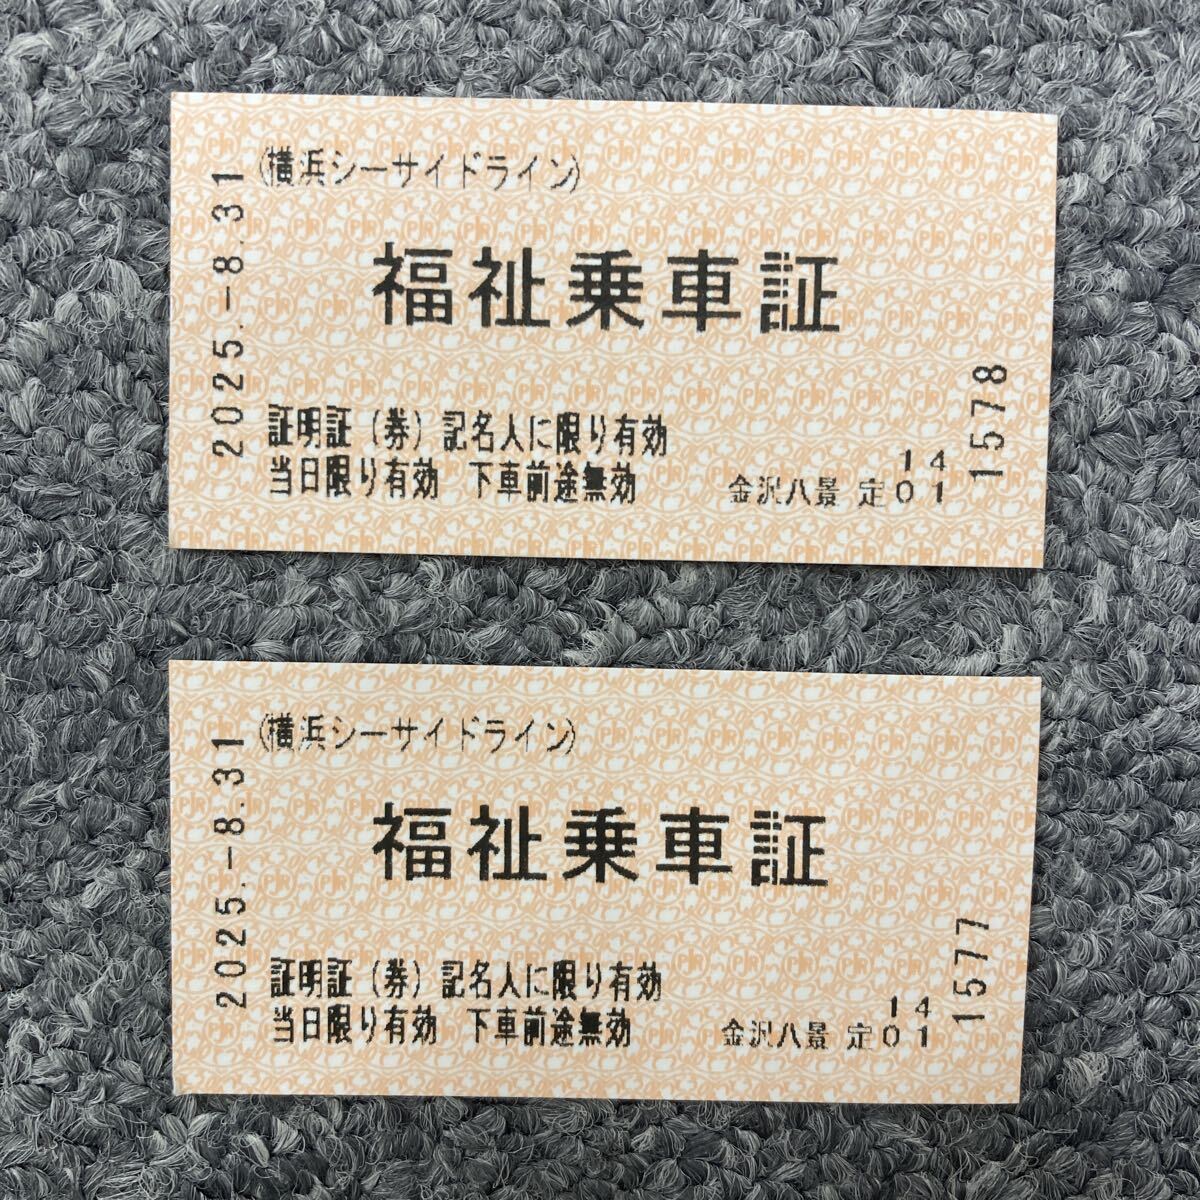 (横浜シーサイドライン)
2025.-8.31
福祉乗車証
証明証(券)記名人に限り有効
当日限り有効 下車前途無効
14
金沢八景 定01
1578
(横浜シーサイドライン)
2025.-8.31
福祉乗車証
証明証(券)記名人に限り有効
当日限り有効 下車前途無効
14
金沢八景 定01
1577